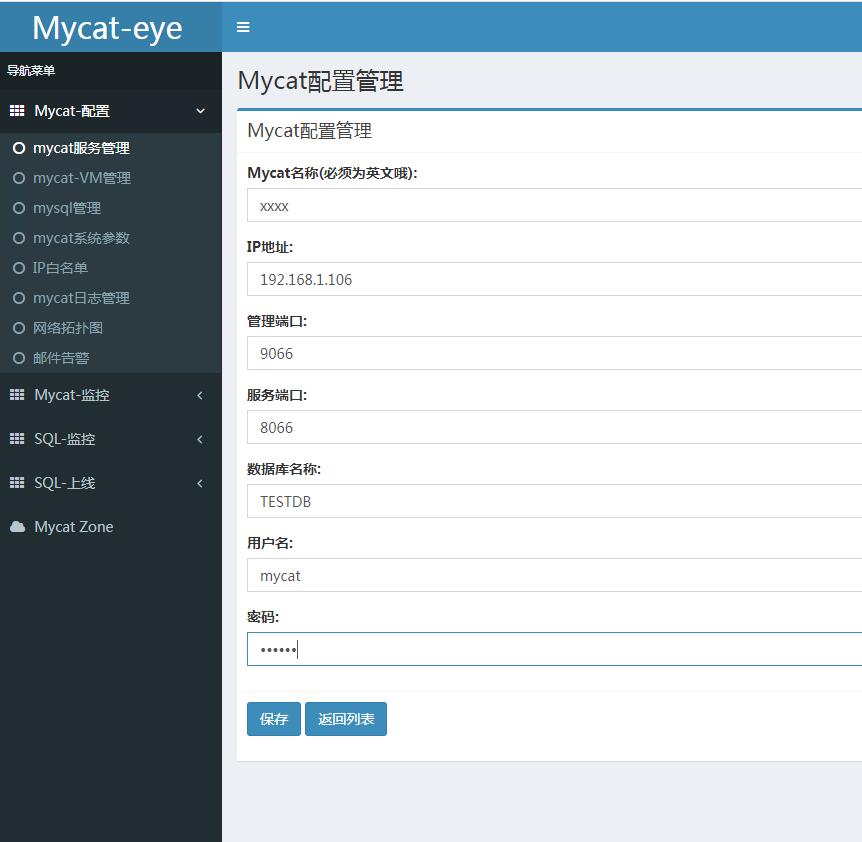 Mycat-eye
导航菜单
Mycat-配置
mycat服务管理
mycat-VM管理
mysql管理
mycat系统参数
IP白名单
mycat日志管理
网络拓扑图
邮件告警
Mycat-监控
SQL-监控
SQL-上线
Mycat Zone
Mycat配置管理
Mycat配置管理
Mycat名称(必须为英文哦):
xxxx
IP地址:
192.168.1.106
管理端口:
9066
服务端口:
8066
数据库名称:
TESTDB
用户名:
mycat
密码:
••••••
保存 返回列表